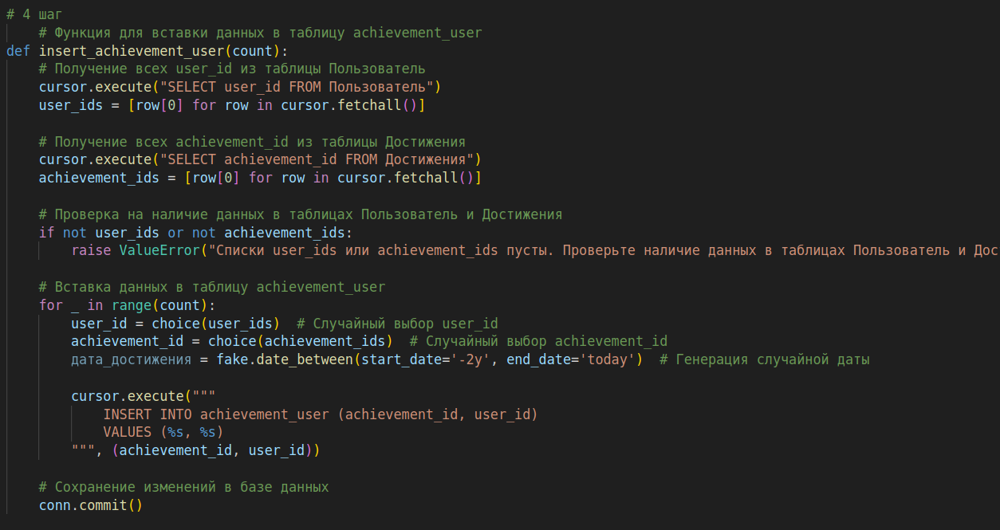 # 4 шаг
    # Функция для вставки данных в таблицу achievement_user
def insert_achievement_user(count):
    # Получение всех user_id из таблицы Пользователь
    cursor.execute("SELECT user_id FROM Пользователь")
    user_ids = [row[0] for row in cursor.fetchall()]

    # Получение всех achievement_id из таблицы Достижения
    cursor.execute("SELECT achievement_id FROM Достижения")
    achievement_ids = [row[0] for row in cursor.fetchall()]

    # Проверка на наличие данных в таблицах Пользователь и Достижения
    if not user_ids or not achievement_ids:
        raise ValueError("Списки user_ids или achievement_ids пусты. Проверьте наличие данных в таблицах Пользователь и Дос

    # Вставка данных в таблицу achievement_user
    for _ in range(count):
        user_id = choice(user_ids)  # Случайный выбор user_id
        achievement_id = choice(achievement_ids)  # Случайный выбор achievement_id
        дата_достижения = fake.date_between(start_date='-2y', end_date='today')  # Генерация случайной даты

        cursor.execute("""
            INSERT INTO achievement_user (achievement_id, user_id)
            VALUES (%s, %s)
        """, (achievement_id, user_id))

    # Сохранение изменений в базе данных
    conn.commit()